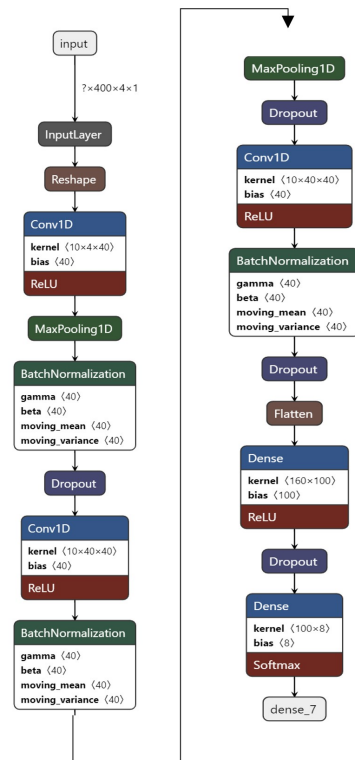 input
?×400×4×1
InputLayer
Reshape
Conv1D
kernel ⟨10×4×40⟩
bias ⟨40⟩
ReLU
MaxPooling1D
BatchNormalization
gamma ⟨40⟩
beta ⟨40⟩
moving_mean ⟨40⟩
moving_variance ⟨40⟩
Dropout
Conv1D
kernel ⟨10×40×40⟩
bias ⟨40⟩
ReLU
BatchNormalization
gamma ⟨40⟩
beta ⟨40⟩
moving_mean ⟨40⟩
moving_variance ⟨40⟩
MaxPooling1D
Dropout
Conv1D
kernel ⟨10×40×40⟩
bias ⟨40⟩
ReLU
BatchNormalization
gamma ⟨40⟩
beta ⟨40⟩
moving_mean ⟨40⟩
moving_variance ⟨40⟩
Dropout
Flatten
Dense
kernel ⟨160×100⟩
bias ⟨100⟩
ReLU
Dropout
Dense
kernel ⟨100×8⟩
bias ⟨8⟩
Softmax
dense_7